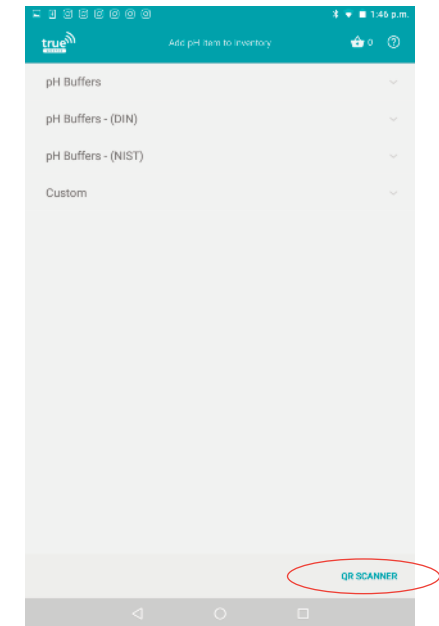 1:46 p.m.
true
Add pH item to inventory
0
pH Buffers
pH Buffers - (DIN)
pH Buffers - (NIST)
Custom
QR SCANNER